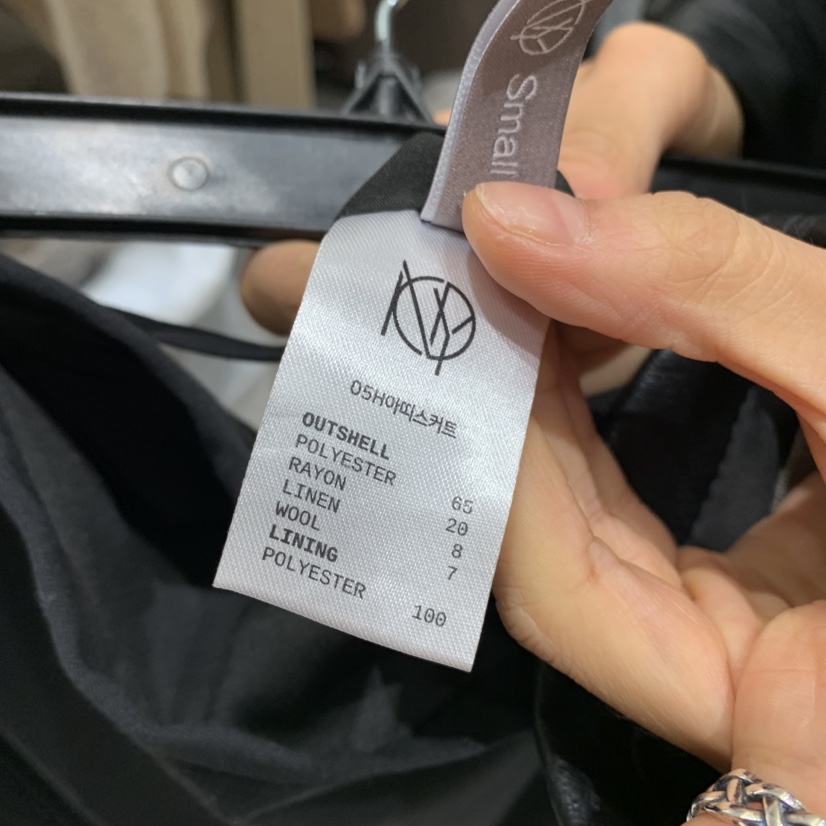 Small
05H아띠스커트
OUTSHELL
POLYESTER 65
RAYON 20
LINEN 8
WOOL 7
LINING
POLYESTER 100